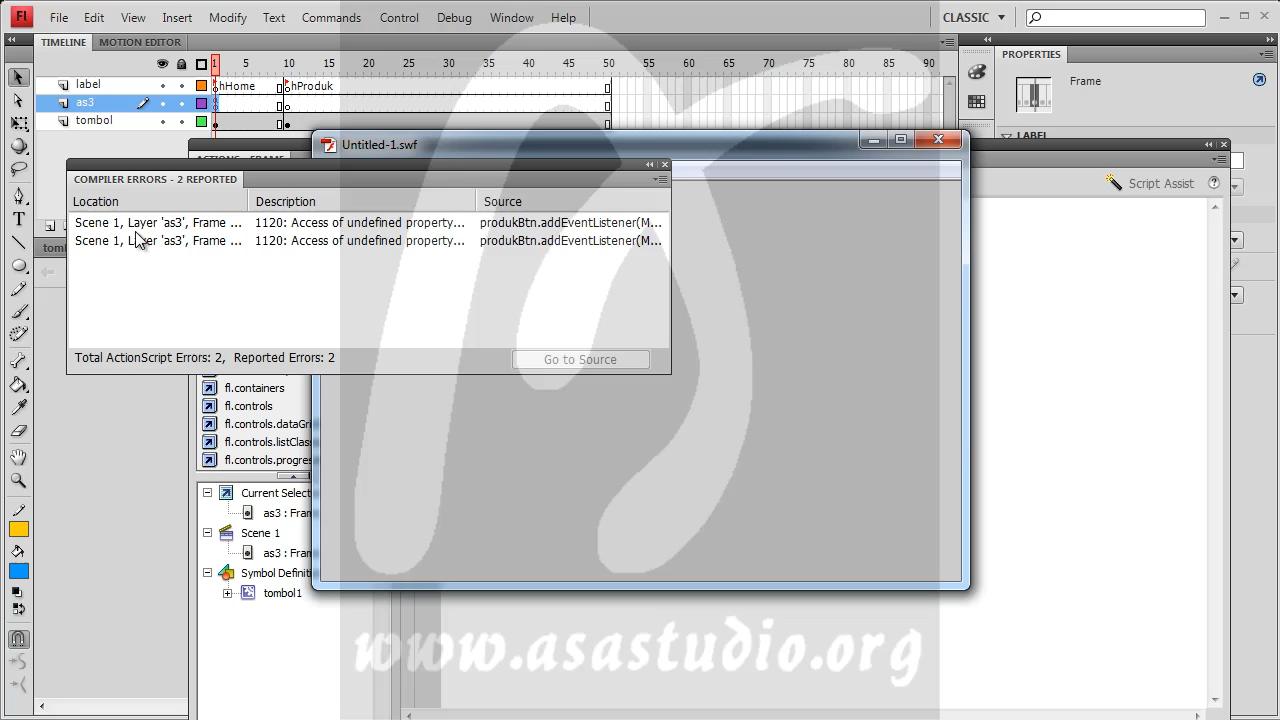 Fl File Edit View Insert Modify Text Commands Control Debug Window Help CLASSIC
TIMELINE MOTION EDITOR
PROPERTIES
1 5 10 15 20 25 30 35 40 45 50 55 60 65 70 75 80 85 90
label hHome hProduk
Frame
as3
tombol
LABEL
Untitled-1.swf
COMPILER ERRORS - 2 REPORTED
Script Assist
Location Description Source
Scene 1, Layer 'as3', Frame ... 1120: Access of undefined property... produkBtn.addEventListener(M...
Scene 1, Layer 'as3', Frame ... 1120: Access of undefined property... produkBtn.addEventListener(M...
Total ActionScript Errors: 2, Reported Errors: 2 Go to Source
fl.containers
fl.controls
fl.controls.dataGri
fl.controls.listClass
fl.controls.progres
Current Select
as3 : Fram
Scene 1
as3 : Fram
Symbol Definiti
tombol1
www.asastudio.org